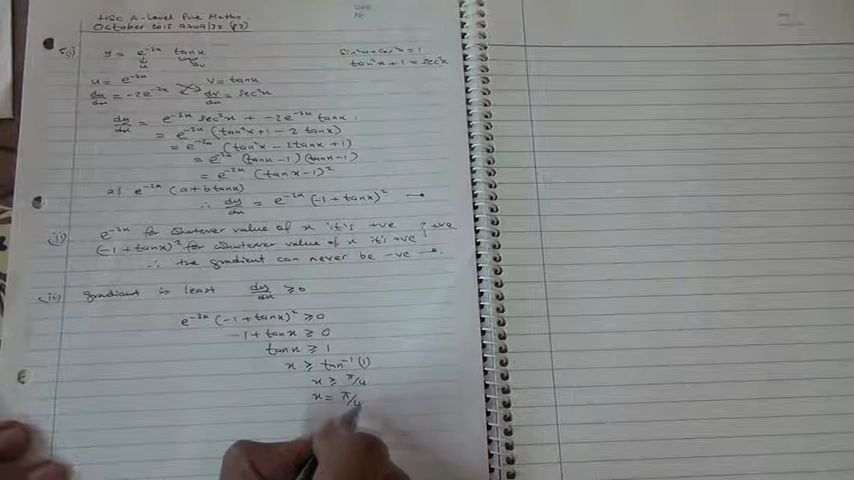 HSC A-Level Pure Maths
October 2015 9709/32 (P3)
5(i) y = e^-2x tanx
u v
sin²x+cos²x = 1
tan²x + 1 = sec²x
u = e^-2x v = tanx
du/dx = -2e^-2x dv/dx = sec²x
dy/dx = e^-2x sec²x + -2e^-2x tanx
= e^-2x (tan²x+1 - 2 tanx)
= e^-2x (tan²x - 2tanx + 1)
= e^-2x (tanx - 1) (tanx - 1)
= e^-2x (tanx - 1)²
as e^-2x (a + b tanx)
∴ dy/dx = e^-2x (-1 + tanx)²
(ii) e^-2x for whatever value of x it's +ve } +ve
(-1 + tanx)² for whatever value of x it's +ve
∴ the gradient can never be -ve
(iii) gradient is least dy/dx ≥ 0
e^-2x (-1 + tanx)² ≥ 0
-1 + tanx ≥ 0
tanx ≥ 1
x ≥ tan⁻¹ (1)
x ≥ π/4
x = π/4